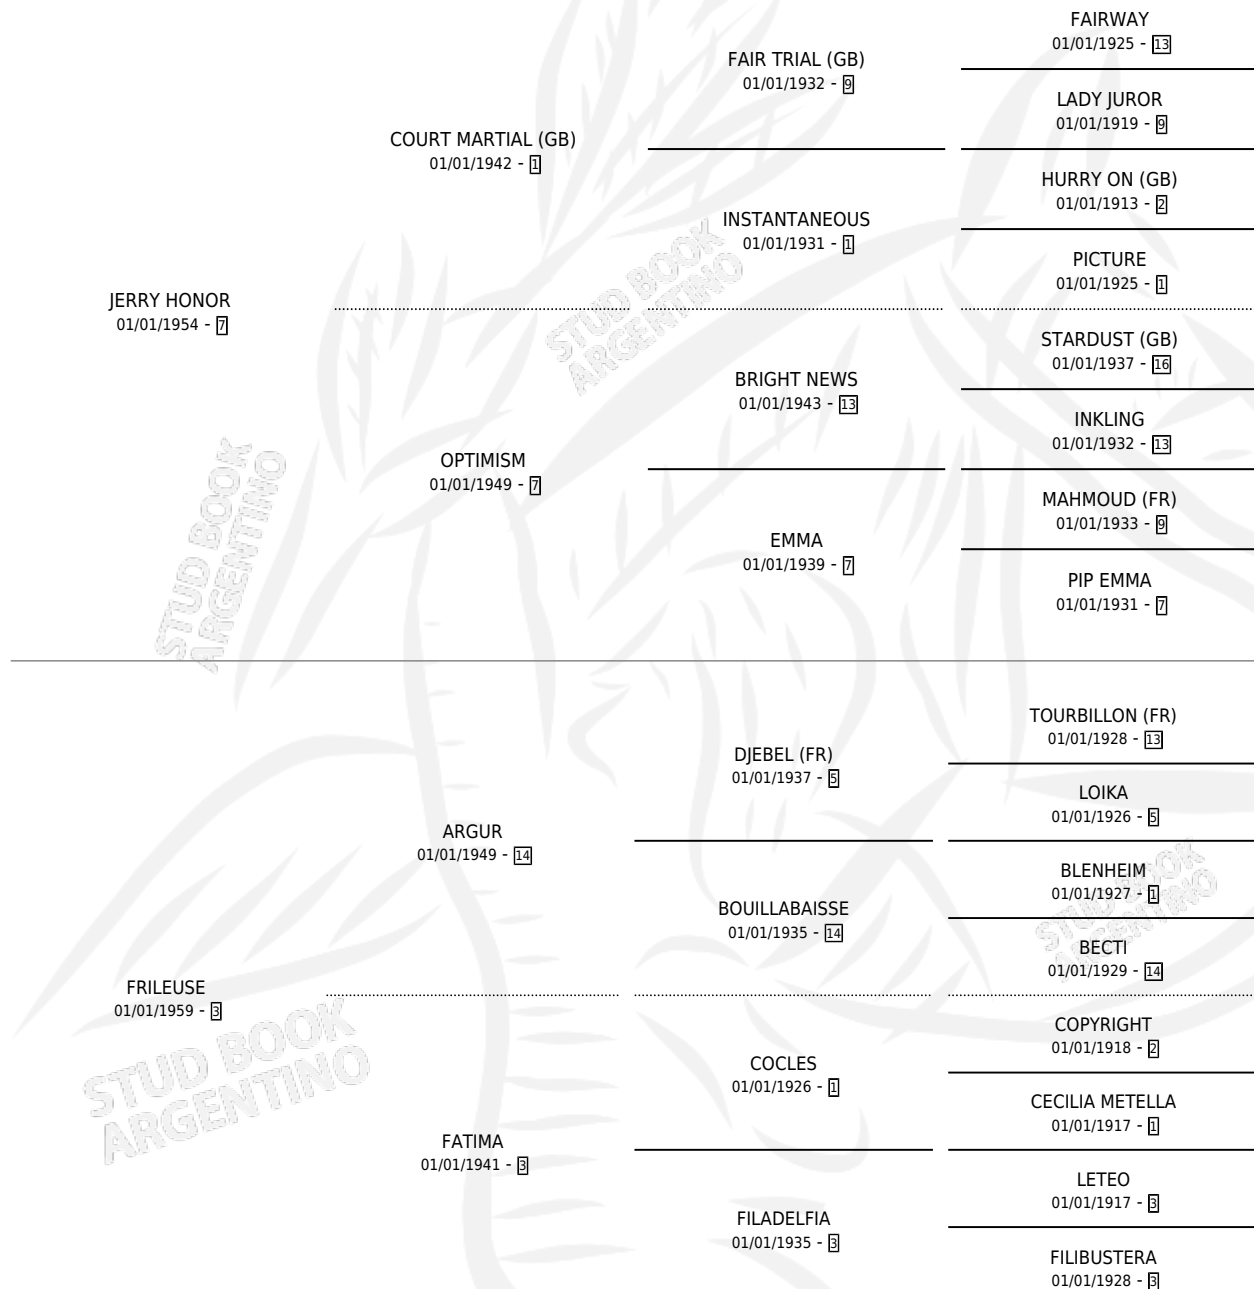 FAIRWAY
01/01/1925 - 13
FAIR TRIAL (GB)
01/01/1932 - 9
LADY JUROR
01/01/1919 - 9
COURT MARTIAL (GB)
01/01/1942 - 1
HURRY ON (GB)
01/01/1913 - 2
INSTANTANEOUS
01/01/1931 - 1
PICTURE
01/01/1925 - 1
JERRY HONOR
01/01/1954 - 7
STARDUST (GB)
01/01/1937 - 16
BRIGHT NEWS
01/01/1943 - 13
INKLING
01/01/1932 - 13
OPTIMISM
01/01/1949 - 7
MAHMOUD (FR)
01/01/1933 - 9
EMMA
01/01/1939 - 7
PIP EMMA
01/01/1931 - 7
TOURBILLON (FR)
01/01/1928 - 13
DJEBEL (FR)
01/01/1937 - 5
LOIKA
01/01/1926 - 5
ARGUR
01/01/1949 - 14
BLENHEIM
01/01/1927 - 1
BOUILLABAISSE
01/01/1935 - 14
BECTI
01/01/1929 - 14
FRILEUSE
01/01/1959 - 3
COPYRIGHT
01/01/1918 - 2
COCLES
01/01/1926 - 1
CECILIA METELLA
01/01/1917 - 1
FATIMA
01/01/1941 - 3
LETEO
01/01/1917 - 3
FILADELFIA
01/01/1935 - 3
FILIBUSTERA
01/01/1928 - 3
STUD BOOK
ARGENTINO
STUD BOOK
ARGENTINO
STUD BOOK
ARGENTINO
STUD BOOK
ARGENTINO